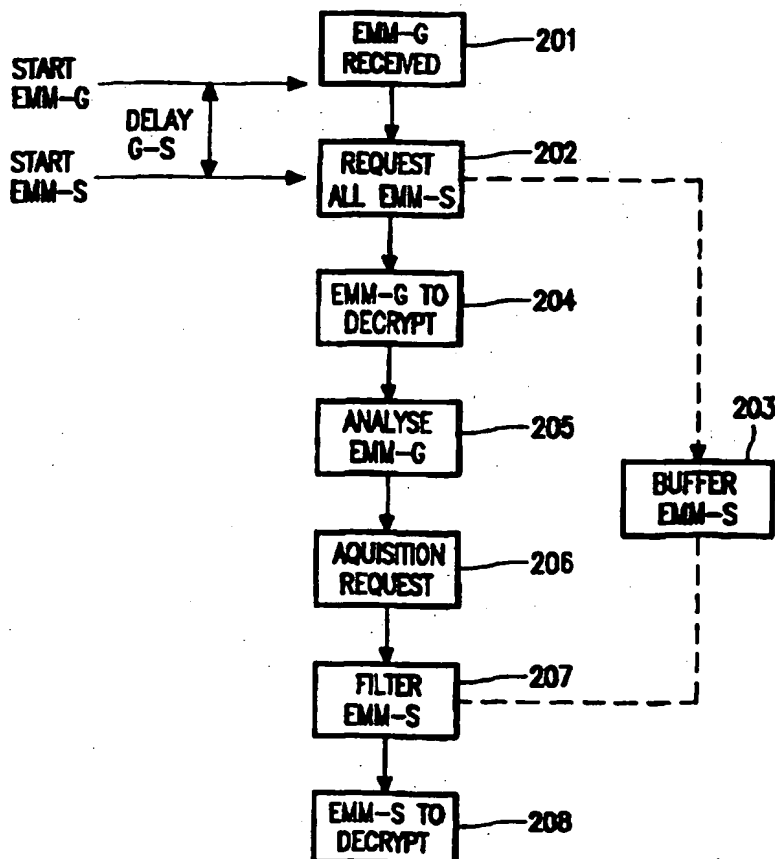 EMM-G
RECEIVED
201
START
EMM-G
DELAY
G-S
START
EMM-S
REQUEST
ALL EMM-S
202
EMM-G TO
DECRYPT
204
ANALYSE
EMM-G
205
203
BUFFER
EMM-S
AQUISITION
REQUEST
206
FILTER
EMM-S
207
EMM-S TO
DECRYPT
208